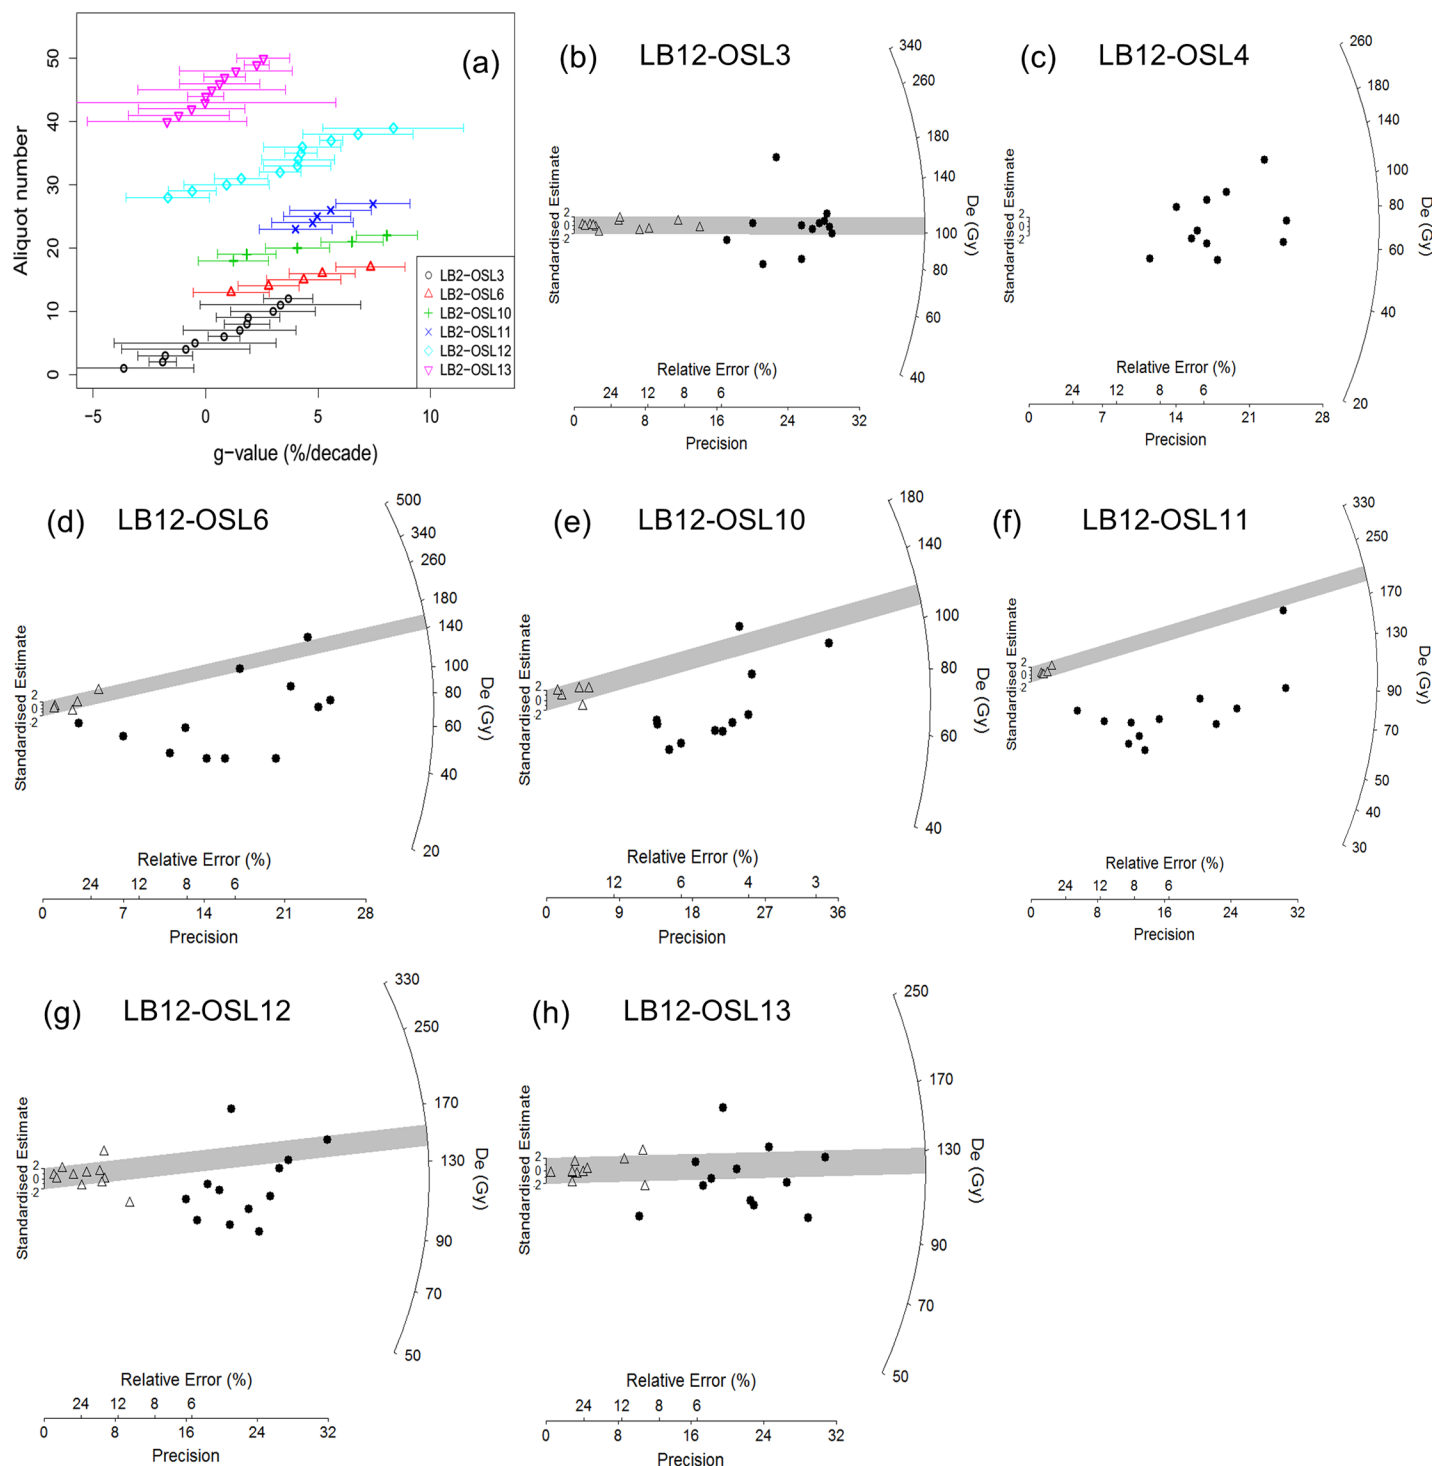 (a)
Aliquot number
50
40
30
20
10
0
−5 0 5 10
g−value (%/decade)
LB2−OSL3
LB2−OSL6
LB2−OSL10
LB2−OSL11
LB2−OSL12
LB2−OSL13
(b) LB12-OSL3
Standardised Estimate
2
0
-2
340
260
180
140
100
80
60
40
De (Gy)
Relative Error (%)
24 12 8 6
0 8 16 24 32
Precision
(c) LB12-OSL4
Standardised Estimate
2
0
-2
260
180
140
100
80
60
40
20
De (Gy)
Relative Error (%)
24 12 8 6
0 7 14 21 28
Precision
(d) LB12-OSL6
Standardised Estimate
2
0
-2
500
340
260
180
140
100
80
60
40
20
De (Gy)
Relative Error (%)
24 12 8 6
0 7 14 21 28
Precision
(e) LB12-OSL10
Standardised Estimate
2
0
-2
180
140
100
80
60
40
De (Gy)
Relative Error (%)
12 6 4 3
0 9 18 27 36
Precision
(f) LB12-OSL11
Standardised Estimate
2
0
-2
330
250
170
130
90
70
50
40
30
De (Gy)
Relative Error (%)
24 12 8 6
0 8 16 24 32
Precision
(g) LB12-OSL12
Standardised Estimate
2
0
-2
330
250
170
130
90
70
50
De (Gy)
Relative Error (%)
24 12 8 6
0 8 16 24 32
Precision
(h) LB12-OSL13
Standardised Estimate
2
0
-2
250
170
130
90
70
50
De (Gy)
Relative Error (%)
24 12 8 6
0 8 16 24 32
Precision